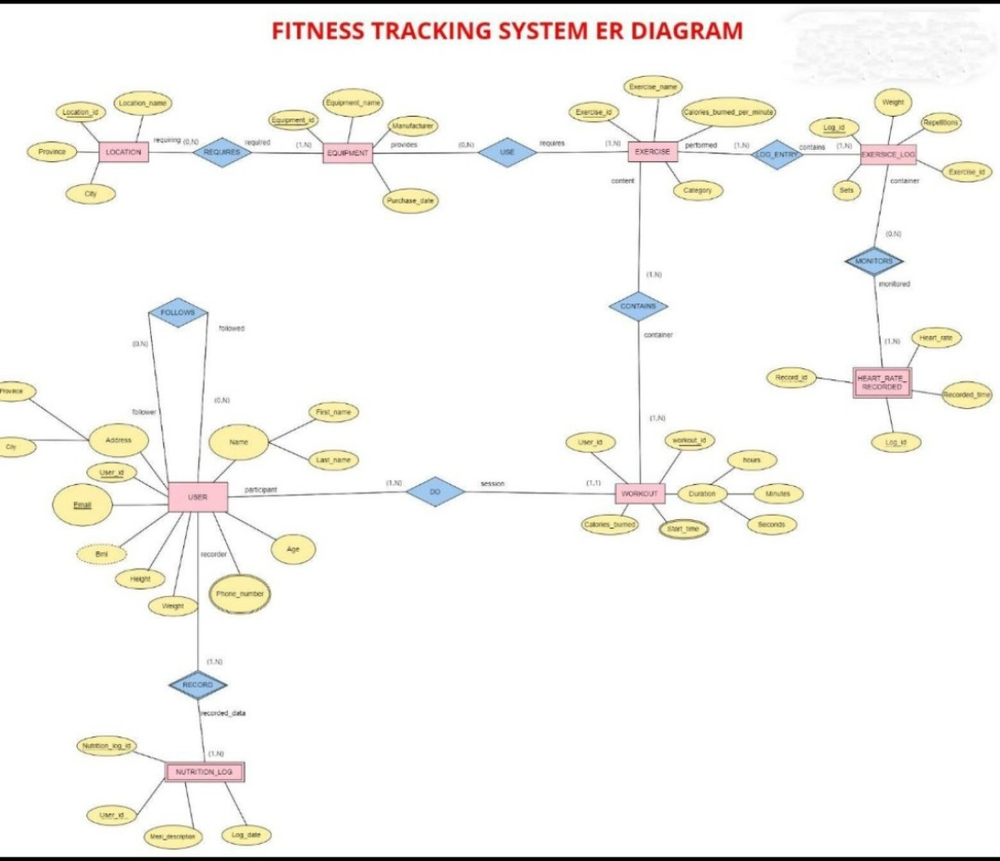 FITNESS TRACKING SYSTEM ER DIAGRAM
Location_id
Location_name
Province
City
LOCATION
requiring (0,N)
REQUIRES
required
(1,N)
Equipment_id
Equipment_name
Manufacturer
EQUIPMENT
Purchase_date
provides
(0,N)
USE
requires
(1,N)
Exercise_id
Exercise_name
Calories_burned_per_minute
EXERCISE
Category
performed
(1,N)
LOG_ENTRY
contains
(1,N)
Log_id
Weight
Repetitions
EXERSICE_LOG
Exercise_id
Sets
container
(0,N)
MONITORS
monitored
(1,N)
Heart_rate
Record_id
HEART_RATE_
RECORDED
Recorded_time
Log_id
content
(1,N)
CONTAINS
container
(1,N)
FOLLOWS
followed
(0,N)
(0,N)
follower
Province
City
Address
Name
First_name
Last_name
User_id
Email
USER
Bmi
Height
Weight
Phone_number
Age
participant
(1,N)
DO
session
(1,1)
User_id
workout_id
WORKOUT
Duration
hours
Minutes
Seconds
Calories_burned
Start_time
recorder
(1,N)
RECORD
recorded_data
(1,N)
Nutrition_log_id
NUTRITION_LOG
User_id
Meal_description
Log_date